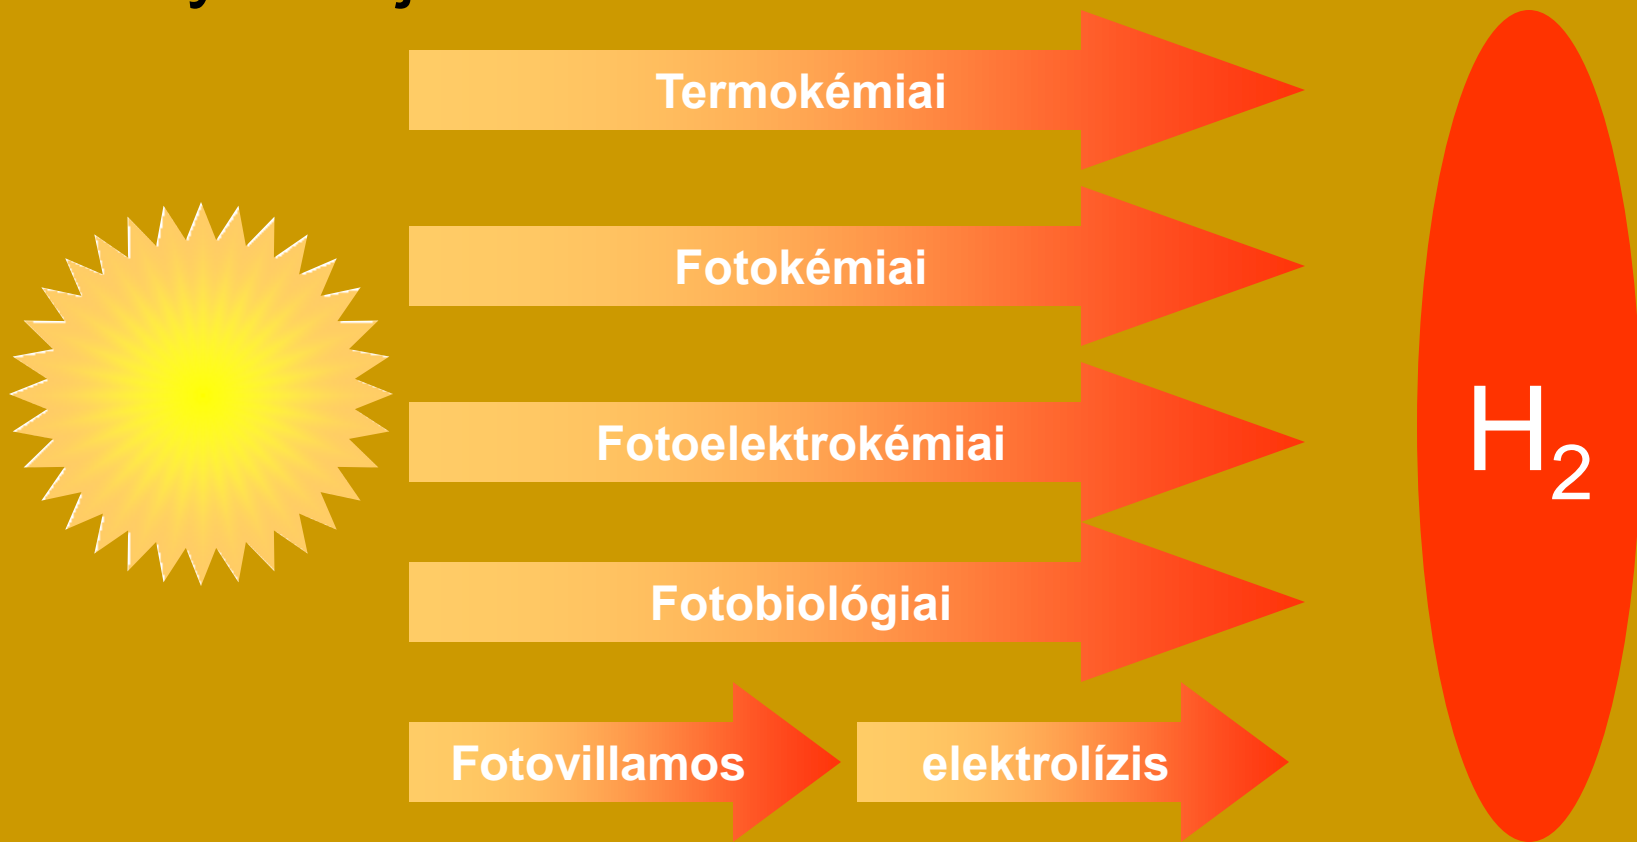 Termokémiai
Fotokémiai
Fotoelektrokémiai
H₂
Fotobiológiai
Fotovillamos elektrolízis